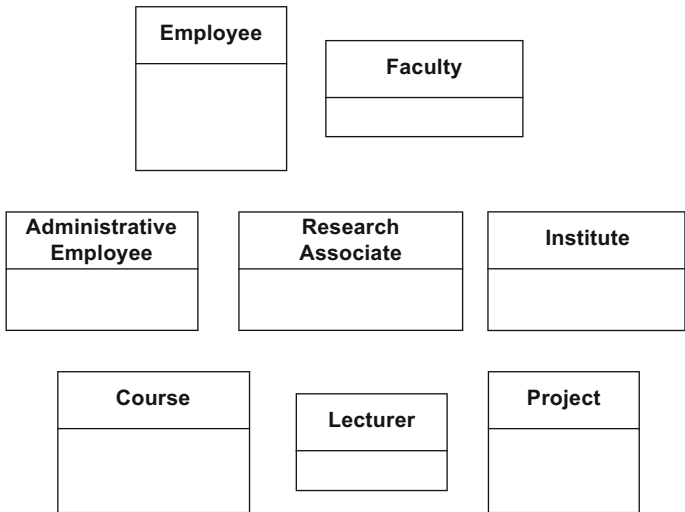 Employee
Faculty
Administrative
Employee
Research
Associate
Institute
Course
Lecturer
Project